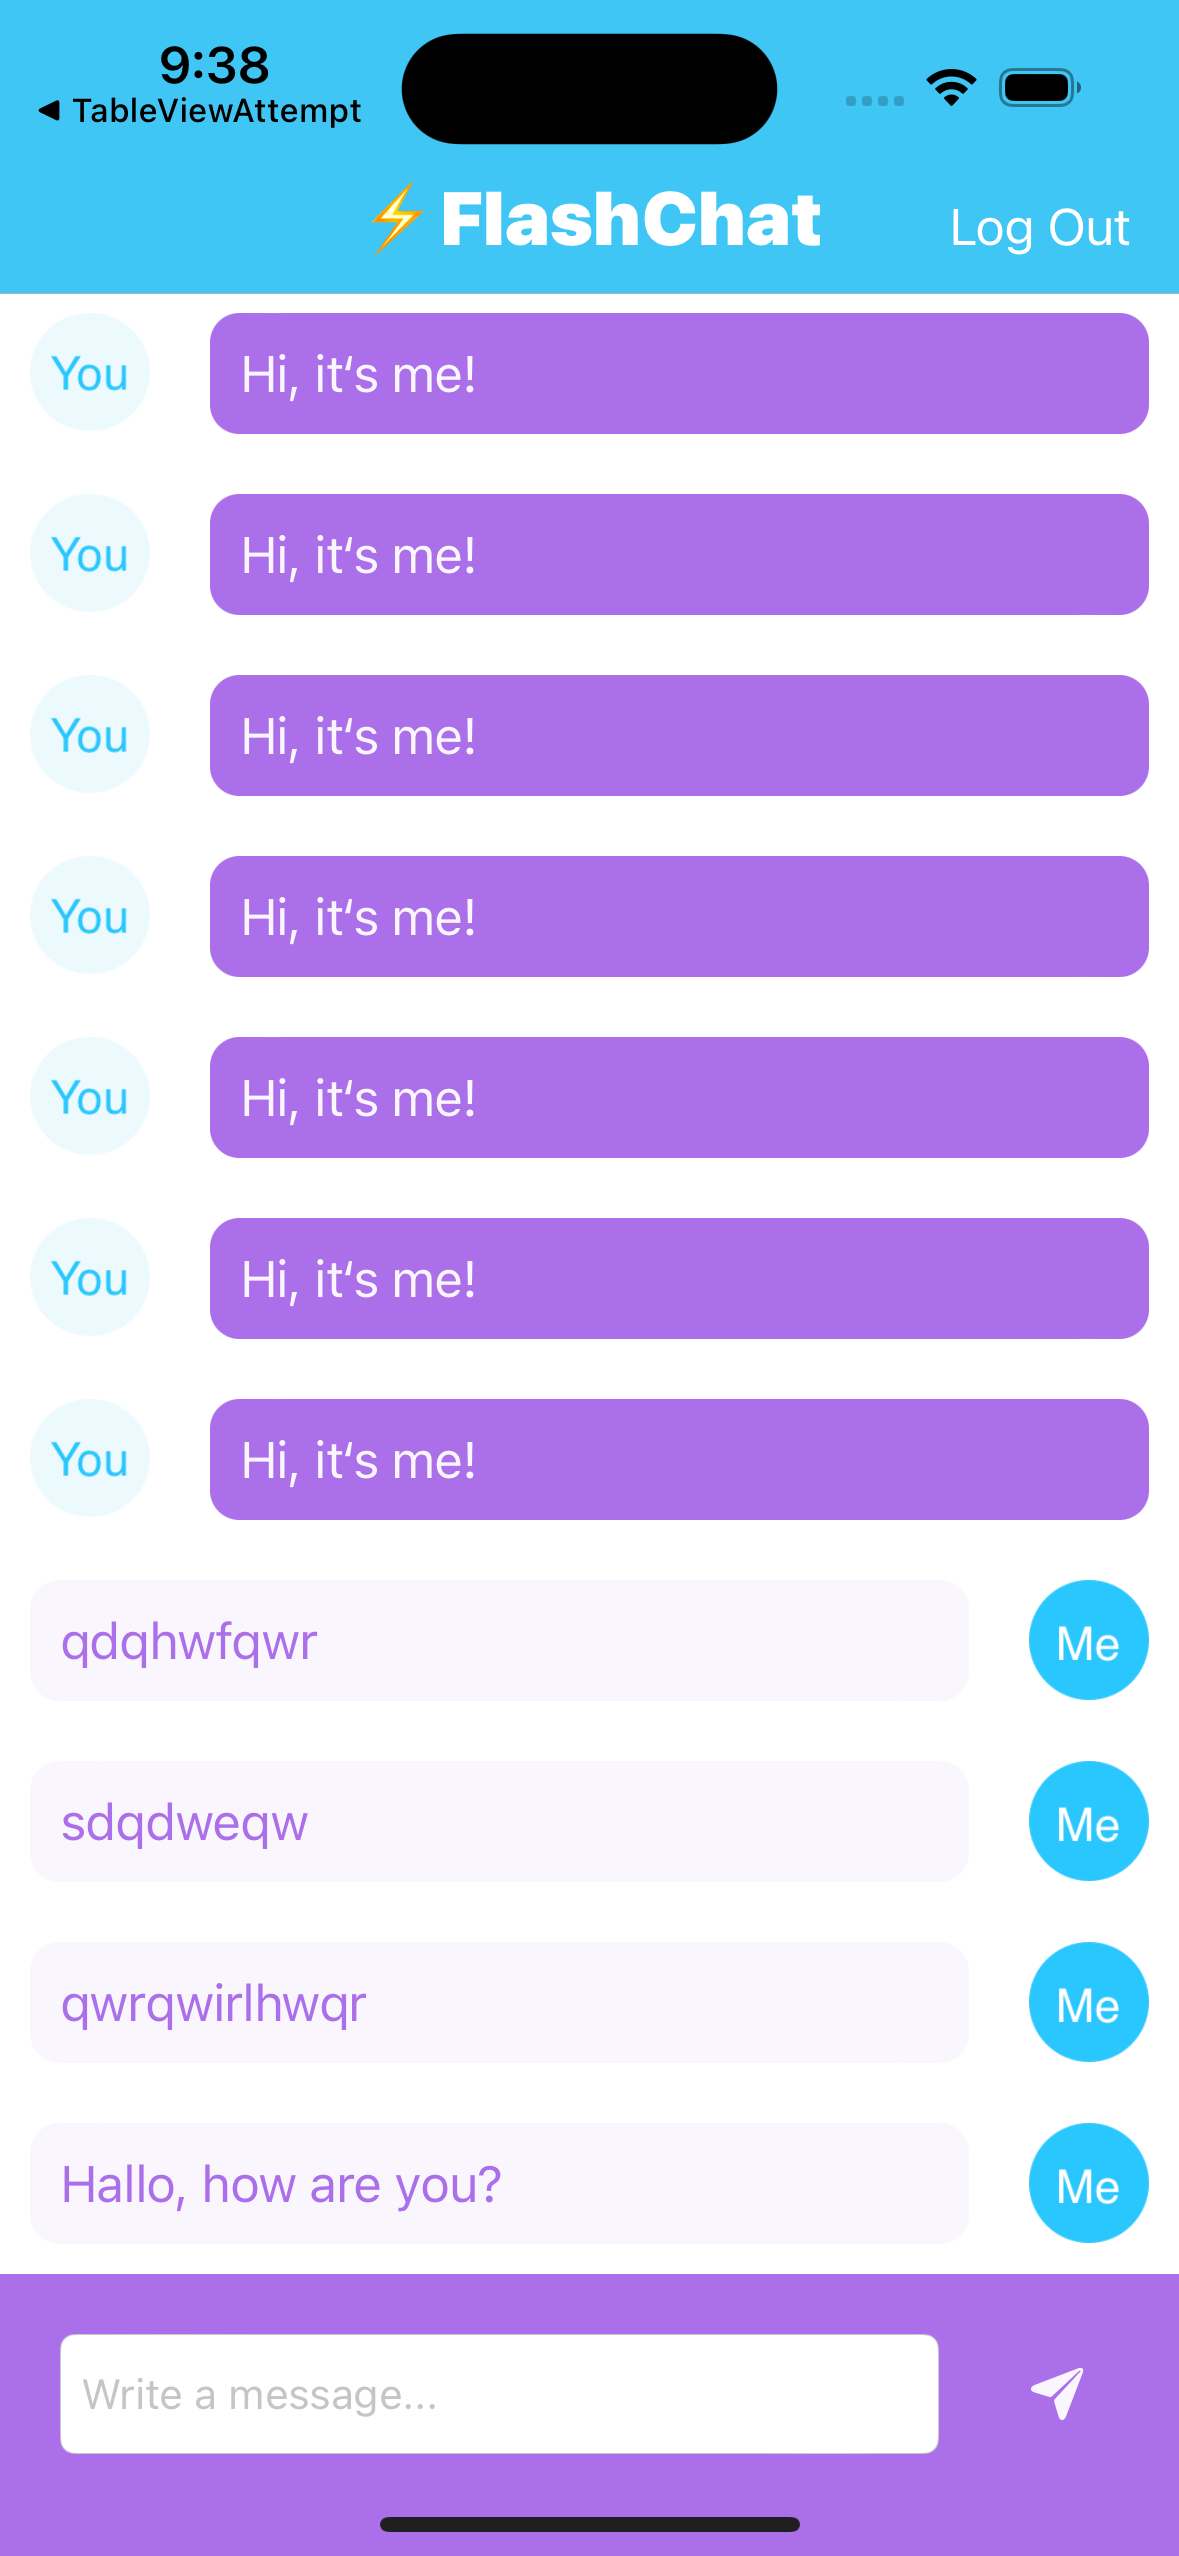 9:38
◀ TableViewAttempt
⚡️FlashChat
Log Out
You
Hi, it‘s me!
You
Hi, it‘s me!
You
Hi, it‘s me!
You
Hi, it‘s me!
You
Hi, it‘s me!
You
Hi, it‘s me!
You
Hi, it‘s me!
qdqhwfqwr
Me
sdqdweqw
Me
qwrqwirlhwqr
Me
Hallo, how are you?
Me
Write a message...